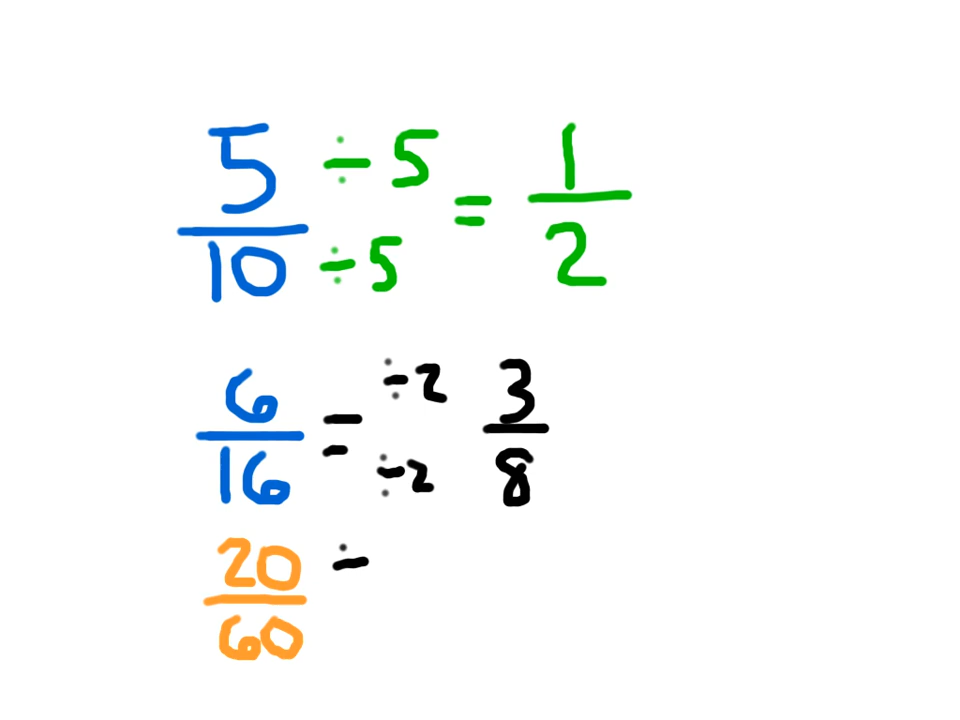 5/10 ÷5/÷5 = 1/2
6/16 = ÷2/÷2 3/8
20/60 ÷